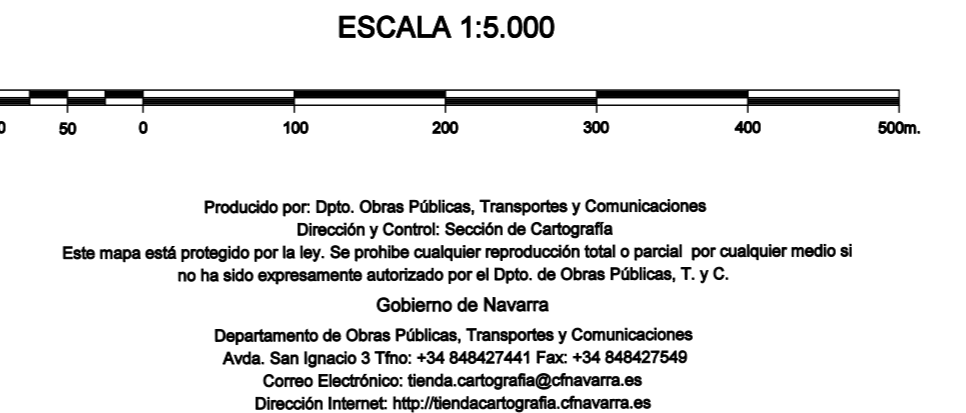 ESCALA 1:5.000
0 50 0 100 200 300 400 500m.
Producido por: Dpto. Obras Públicas, Transportes y Comunicaciones
Dirección y Control: Sección de Cartografía
Este mapa está protegido por la ley. Se prohibe cualquier reproducción total o parcial por cualquier medio si
no ha sido expresamente autorizado por el Dpto. de Obras Públicas, T. y C.
Gobierno de Navarra
Departamento de Obras Públicas, Transportes y Comunicaciones
Avda. San Ignacio 3 Tfno: +34 848427441 Fax: +34 848427549
Correo Electrónico: tienda.cartografia@cfnavarra.es
Dirección Internet: http://tiendacartografia.cfnavarra.es